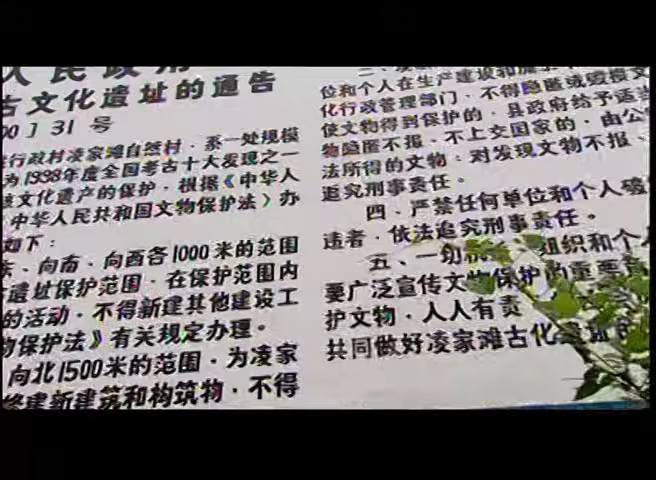 人民政府
古文化遗址的通告
00］31 号
行政村凌家滩自然村．系一处规模
为1998年度全国考古十大发现之一
文化遗产的保护．根据《中华人
中华人民共和国文物保护法》办
如下：
、向南．向西各1000米的范围
遗址保护范围．在保护范围内
的活动．不得新建其他建设工
物保护法》有关规定办理。
向北1500米的范围．为凌家
修建新建筑和构筑物．不得
位和个人在生产建设和
化行政管理部门．不得隐匿或毁损文
使文物得到保护的．县政府给予适当
物隐匿不报．不上交国家的．由公
法所得的文物；对发现文物不报．
追究刑事责任。
四．严禁任何单位和个人破
违者．依法追究刑事责任。
五、一切 组织和个
要广泛宣传文物保护的重要
护文物．人人有责
共同做好凌家滩古化遗址